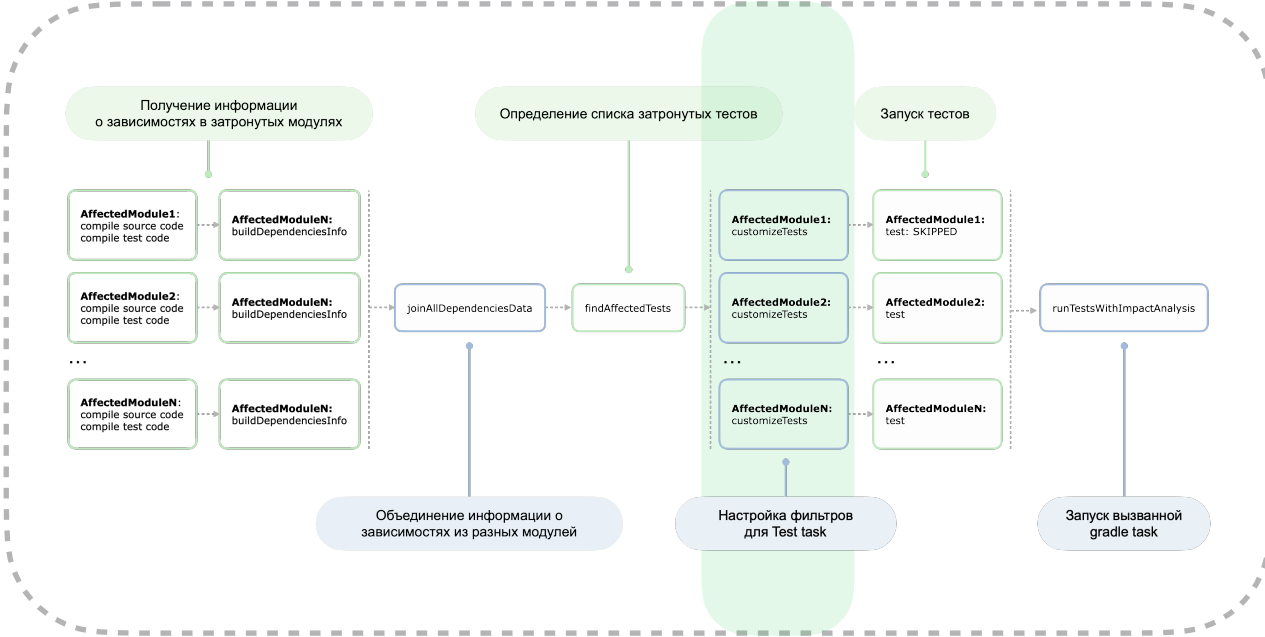 Получение информации
о зависимостях в затронутых модулях
Определение списка затронутых тестов
Запуск тестов
AffectedModule1:
compile source code
compile test code
AffectedModuleN:
buildDependenciesInfo
AffectedModule1:
customizeTests
AffectedModule1:
test: SKIPPED
AffectedModule2:
compile source code
compile test code
AffectedModuleN:
buildDependenciesInfo
joinAllDependenciesData
findAffectedTests
AffectedModule2:
customizeTests
AffectedModule2:
test
runTestsWithImpactAnalysis
...
...
...
AffectedModuleN:
compile source code
compile test code
AffectedModuleN:
buildDependenciesInfo
AffectedModuleN:
customizeTests
AffectedModuleN:
test
Объединение информации о
зависимостях из разных модулей
Настройка фильтров
для Test task
Запуск вызванной
gradle task